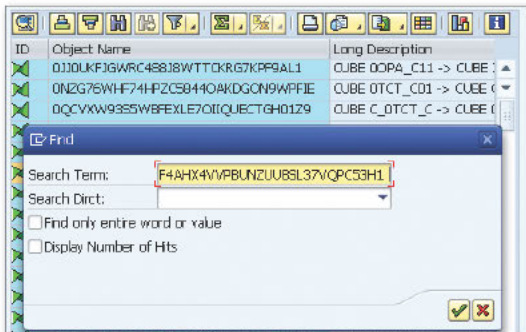 ID Object Name Long Description
0JJ0UKFJGWRC488J8WTTCKRG7KPF9AL1 CUBE 0OPA_C11 -> CUBE
0NZG76WHF74HPZC5844OAKDGON9WPFIE CUBE 0TCT_C01 -> CUBE
0QCVXW93S5WBFEXLE7OIIQUECTGH01Z9 CUBE C_0TCT_C -> CUBE
Find
Search Term: F4AHX4VVPBUNZUUBSL37VQPC53H1
Search Dirct:
Find only entire word or value
Display Number of Hits